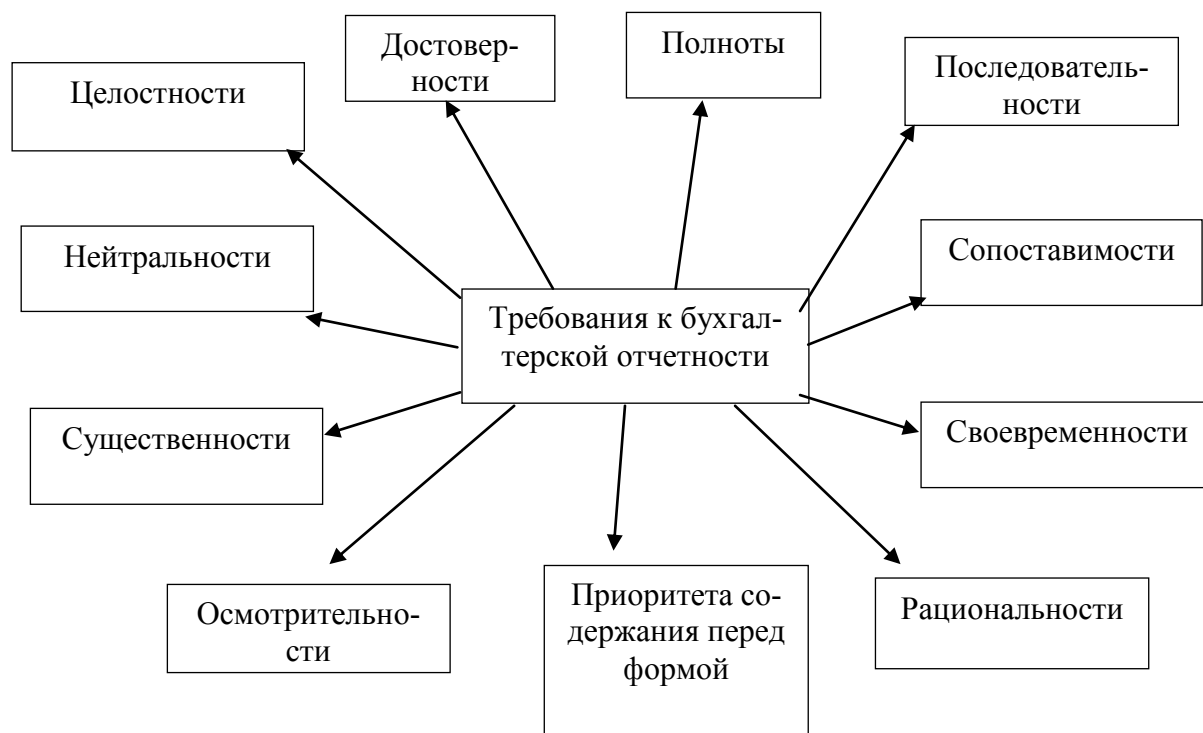 Достовер-
ности
Полноты
Последователь-
ности
Целостности
Нейтральности
Сопоставимости
Требования к бухгал-
терской отчетности
Существенности
Своевременности
Осмотрительно-
сти
Приоритета со-
держания перед
формой
Рациональности